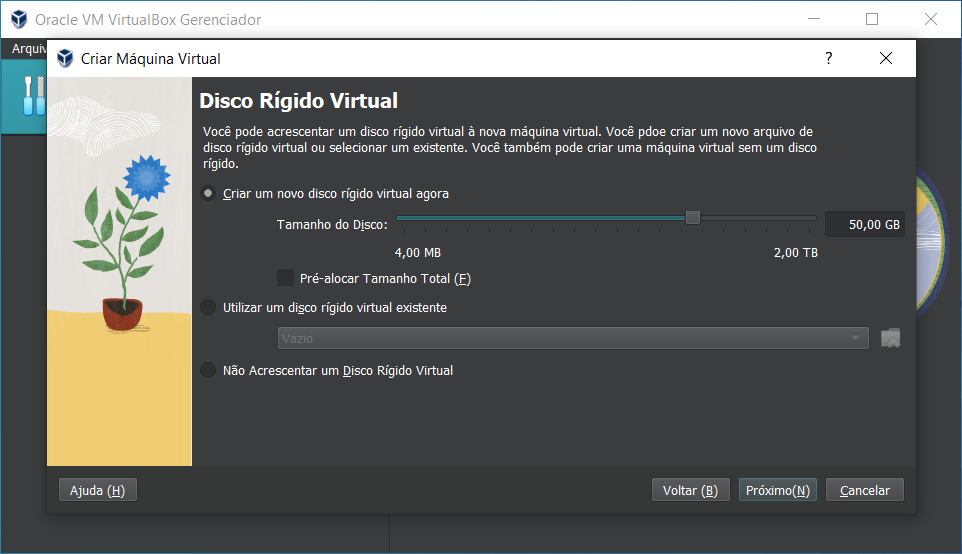 Oracle VM VirtualBox Gerenciador
Arquiv
Criar Máquina Virtual
?
Disco Rígido Virtual
Você pode acrescentar um disco rígido virtual à nova máquina virtual. Você pdoe criar um novo arquivo de
disco rígido virtual ou selecionar um existente. Você também pode criar uma máquina virtual sem um disco
rígido.
Criar um novo disco rígido virtual agora
Tamanho do Disco:
50,00 GB
4,00 MB
2,00 TB
Pré-alocar Tamanho Total (F)
Utilizar um disco rígido virtual existente
Vazio
Não Acrescentar um Disco Rígido Virtual
Ajuda (H)
Voltar (B)
Próximo(N)
Cancelar